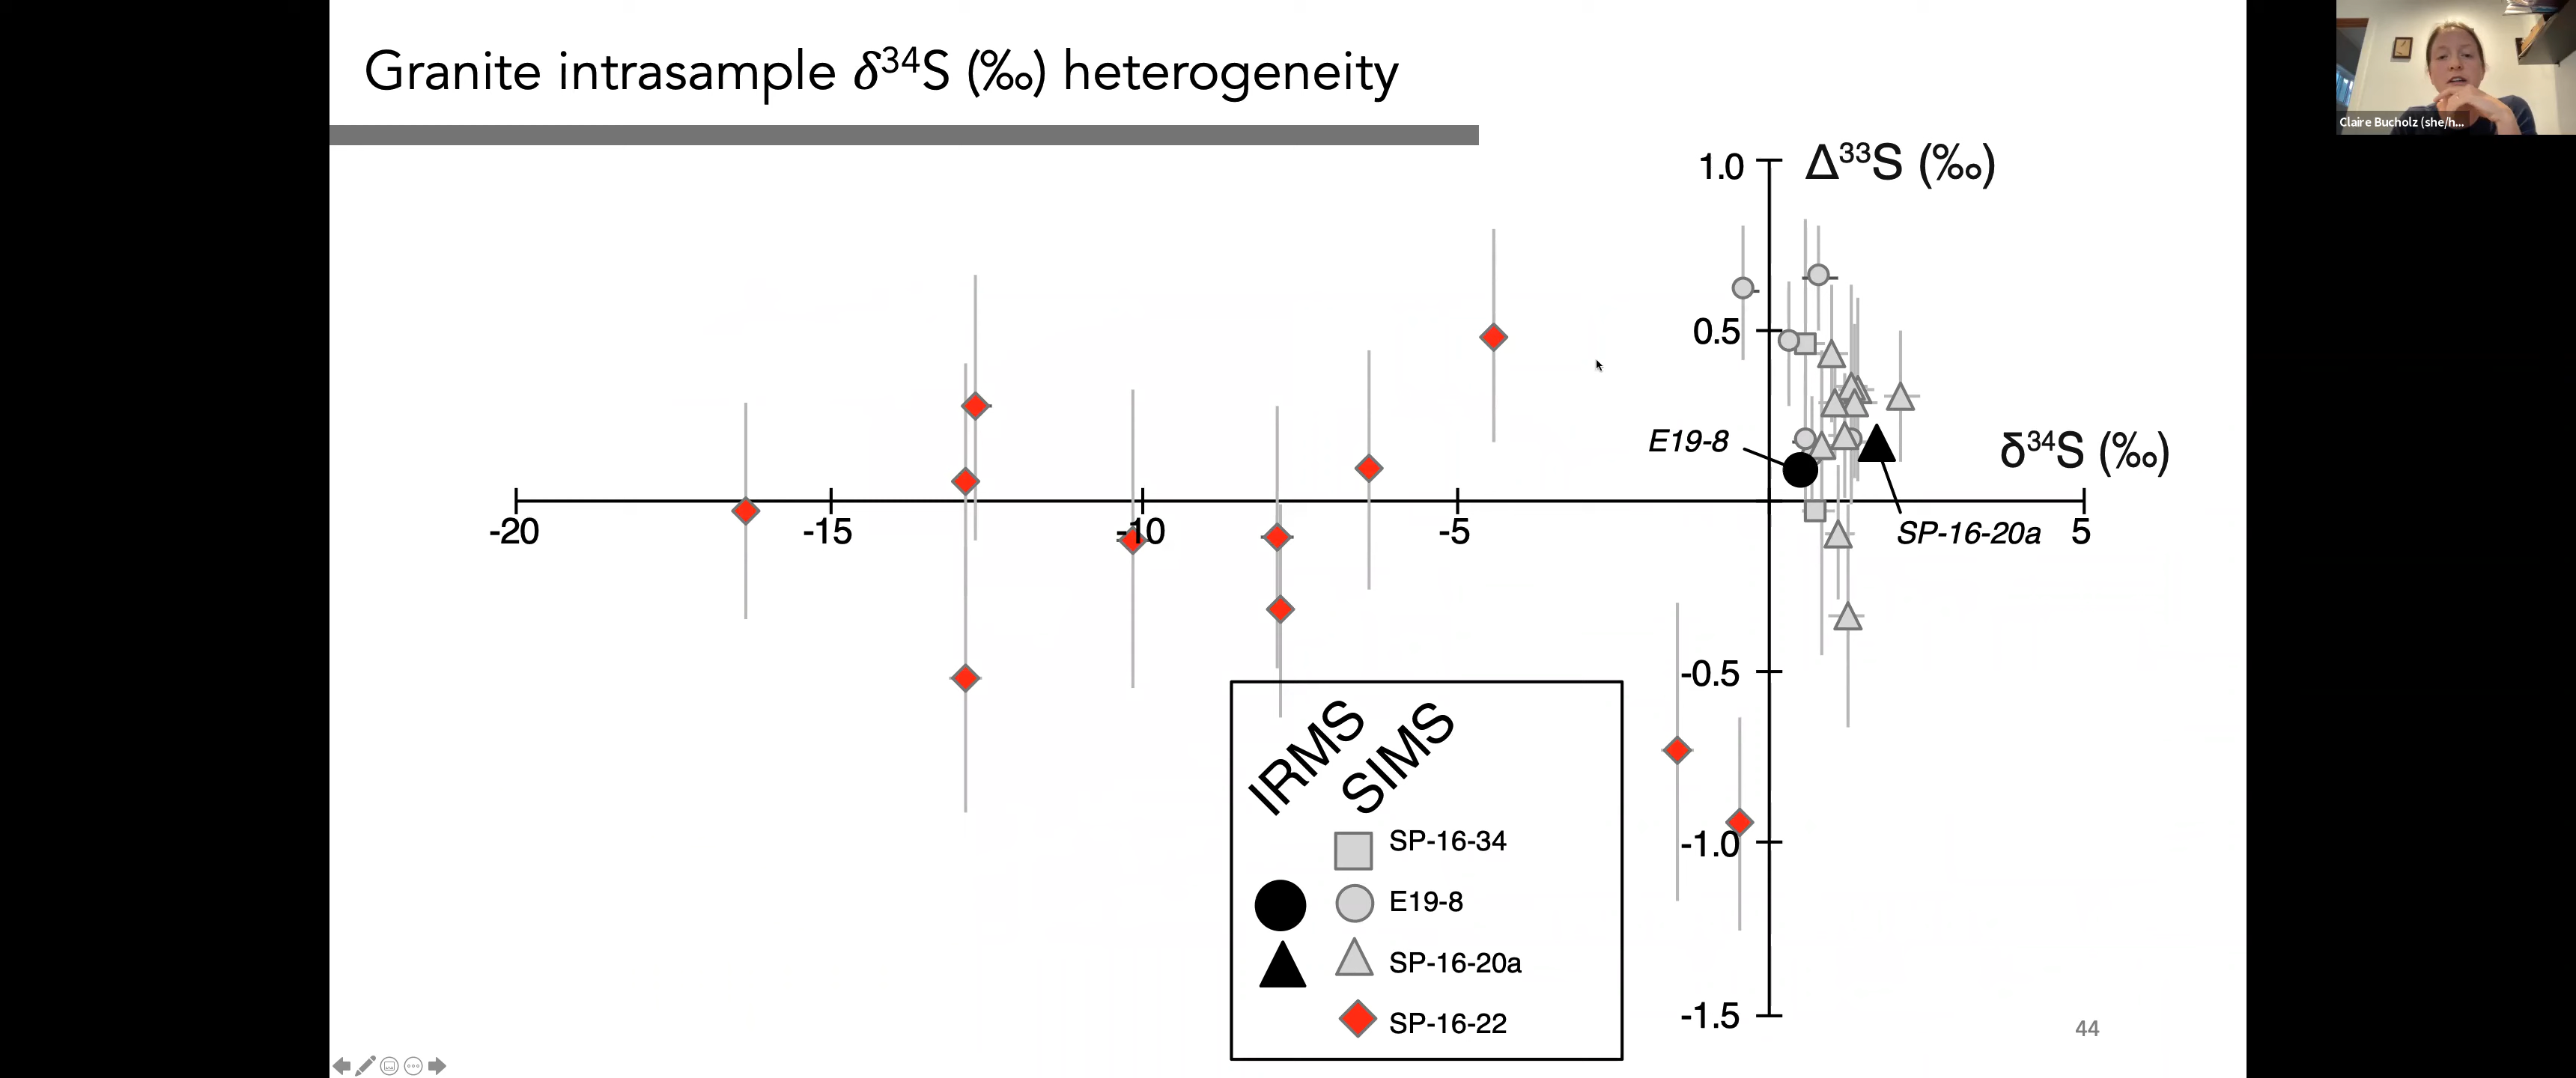 Granite intrasample δ³⁴S (‰) heterogeneity
Claire Bucholz (she/h...
1.0
Δ³³S (‰)
0.5
E19-8
δ³⁴S (‰)
-20
-15
-10
-5
SP-16-20a
5
-0.5
-1.0
-1.5
IRMS
SIMS
SP-16-34
E19-8
SP-16-20a
SP-16-22
44